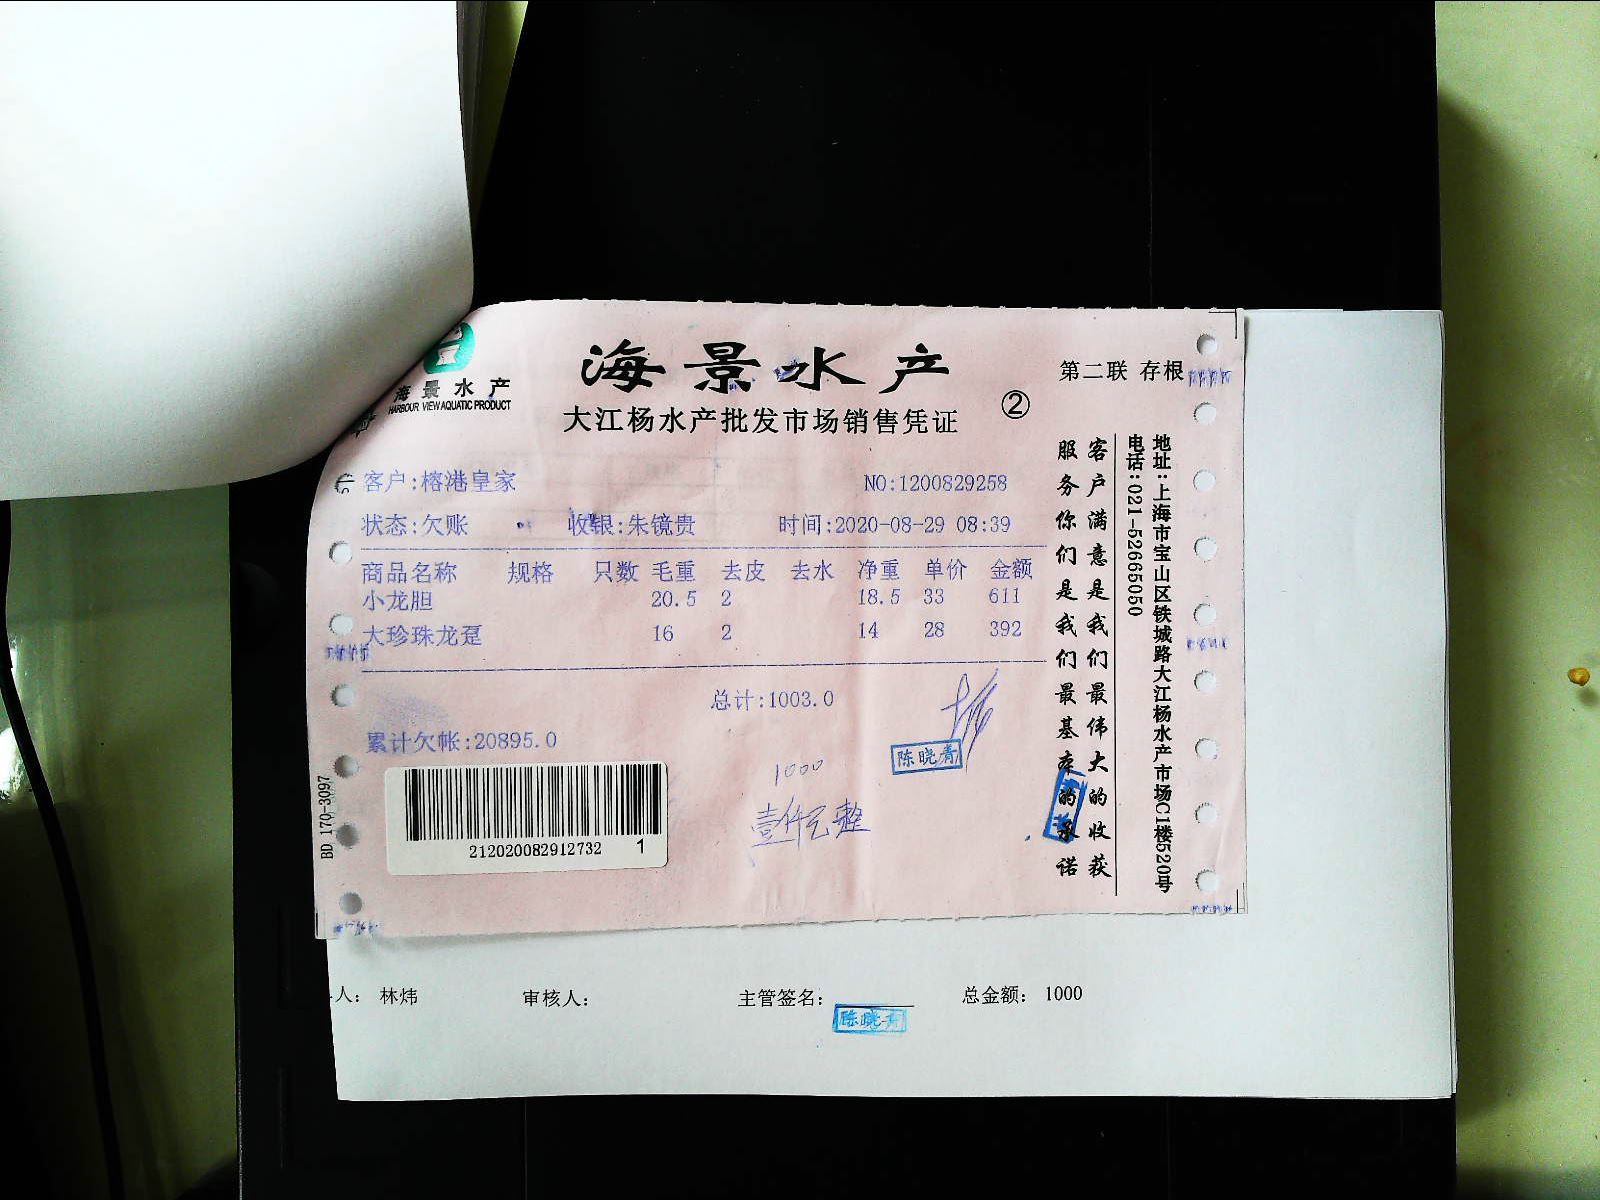 海景水产
HARBOUR VIEW AQUATIC PRODUCT
海景水产
大江杨水产批发市场销售凭证
②
第二联 存根
客户:榕港皇家
NO:1200829258
状态:欠账
收银:朱镜贵
时间:2020-08-29 08:39
商品名称 规格 只数 毛重 去皮 去水 净重 单价 金额
小龙胆 20.5 2 18.5 33 611
大珍珠龙趸 16 2 14 28 392
总计:1003.0
累计欠帐:20895.0
陈晓青
1000
壹仟元整
212020082912732 1
BD 170-3097
客户满意是我们最伟大的收获
服务你们是我们最基本的承诺
地址:上海市宝山区铁城路大江杨水产市场C1楼520号
电话:021-52665050
人: 林炜
审核人:
主管签名:
陈晓青
总金额: 1000